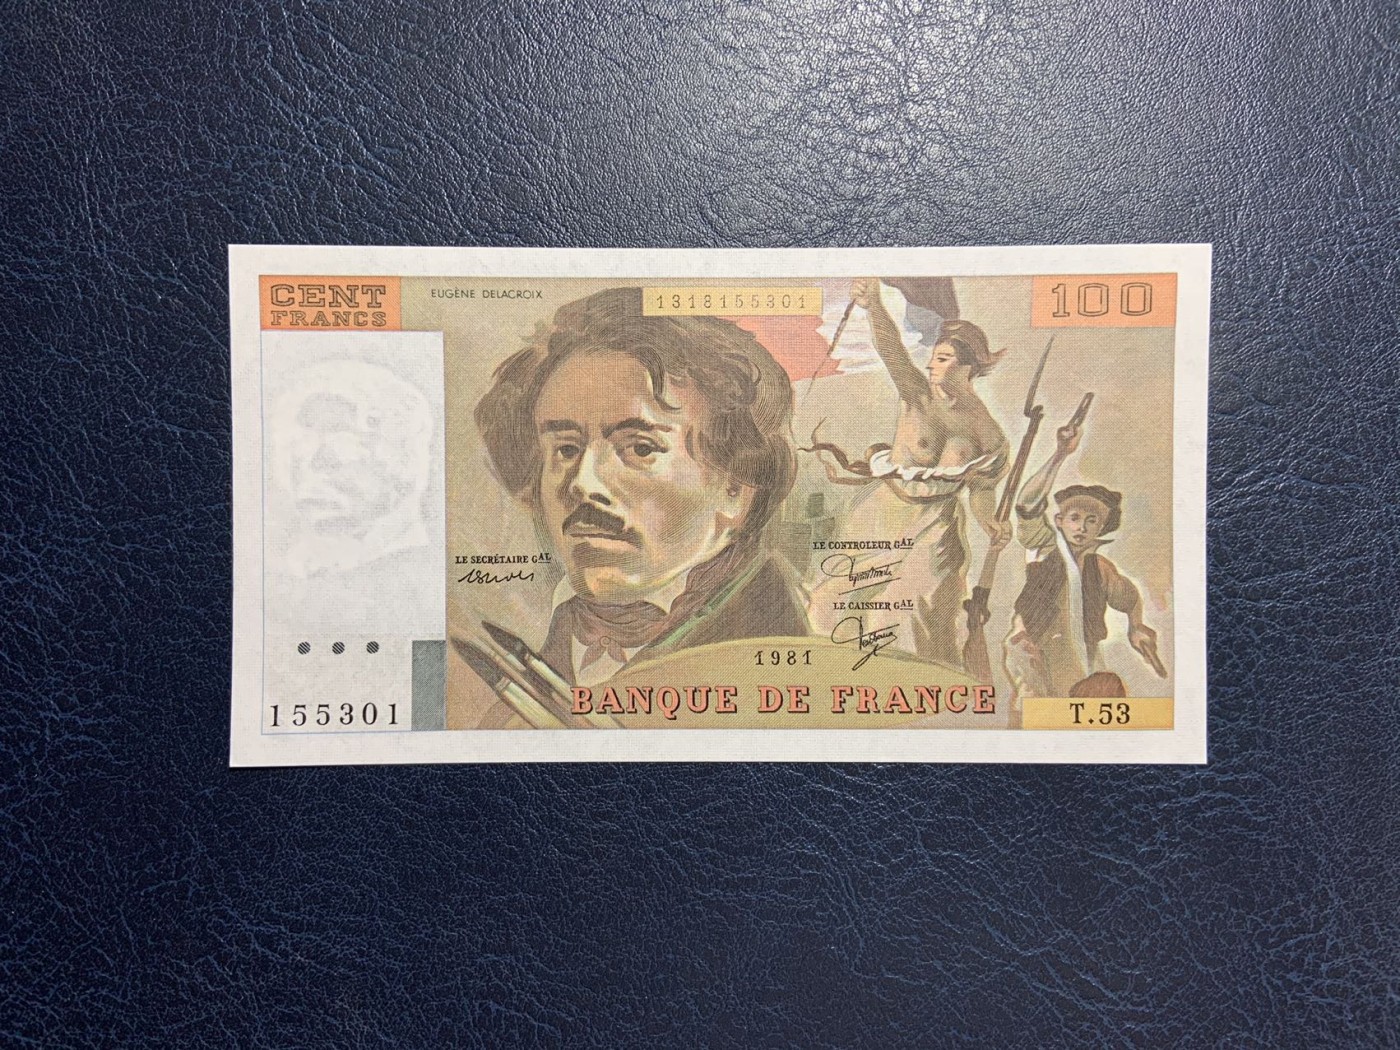 CENT
FRANCS
EUGÈNE DELACROIX
1318155301
100
LE SECRÉTAIRE GAL
LE CONTROLEUR GAL
LE CAISSIER GAL
1981
BANQUE DE FRANCE
155301
T.53